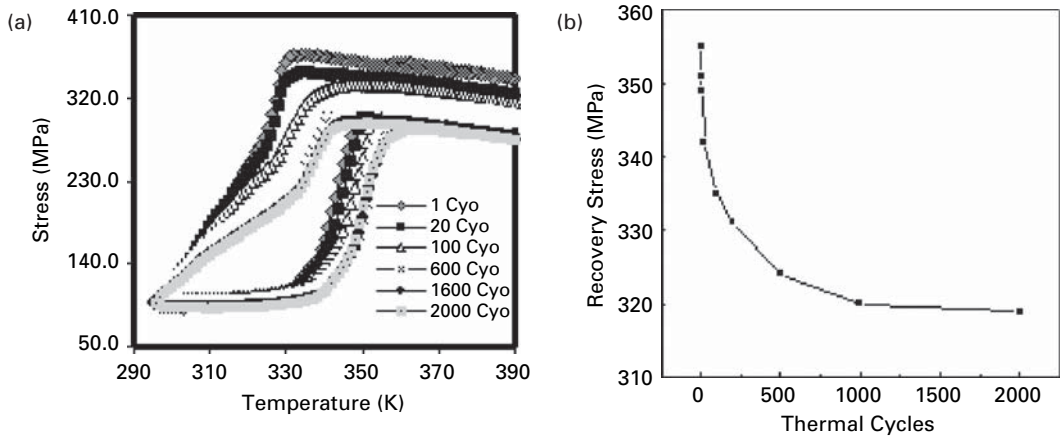 (a)
410.0
320.0
230.0
140.0
50.0
Stress (MPa)
290 310 330 350 370 390
Temperature (K)
1 Cyo
20 Cyo
100 Cyo
600 Cyo
1600 Cyo
2000 Cyo
(b)
360
350
340
330
320
310
Recovery Stress (MPa)
0 500 1000 1500 2000
Thermal Cycles